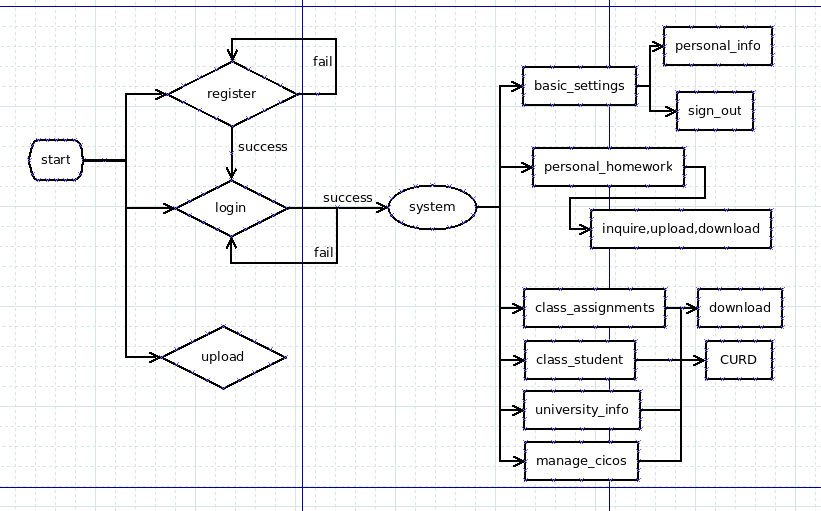 fail
register
success
start
login
success
fail
upload
system
basic_settings
personal_info
sign_out
personal_homework
inquire,upload,download
class_assignments
download
class_student
CURD
university_info
manage_cicos